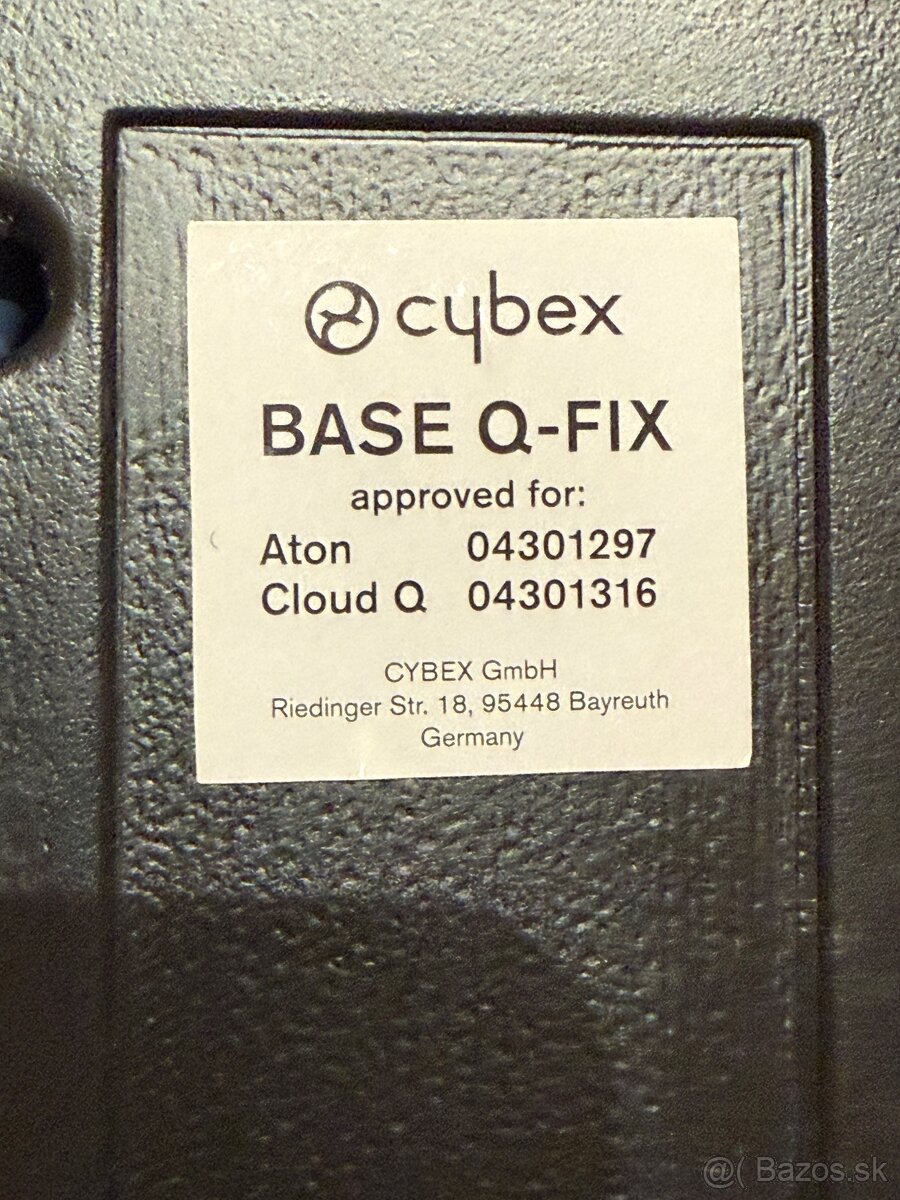 cybex
BASE Q-FIX
approved for:
Aton 04301297
Cloud Q 04301316
CYBEX GmbH
Riedinger Str. 18, 95448 Bayreuth
Germany
@( Bazos.sk